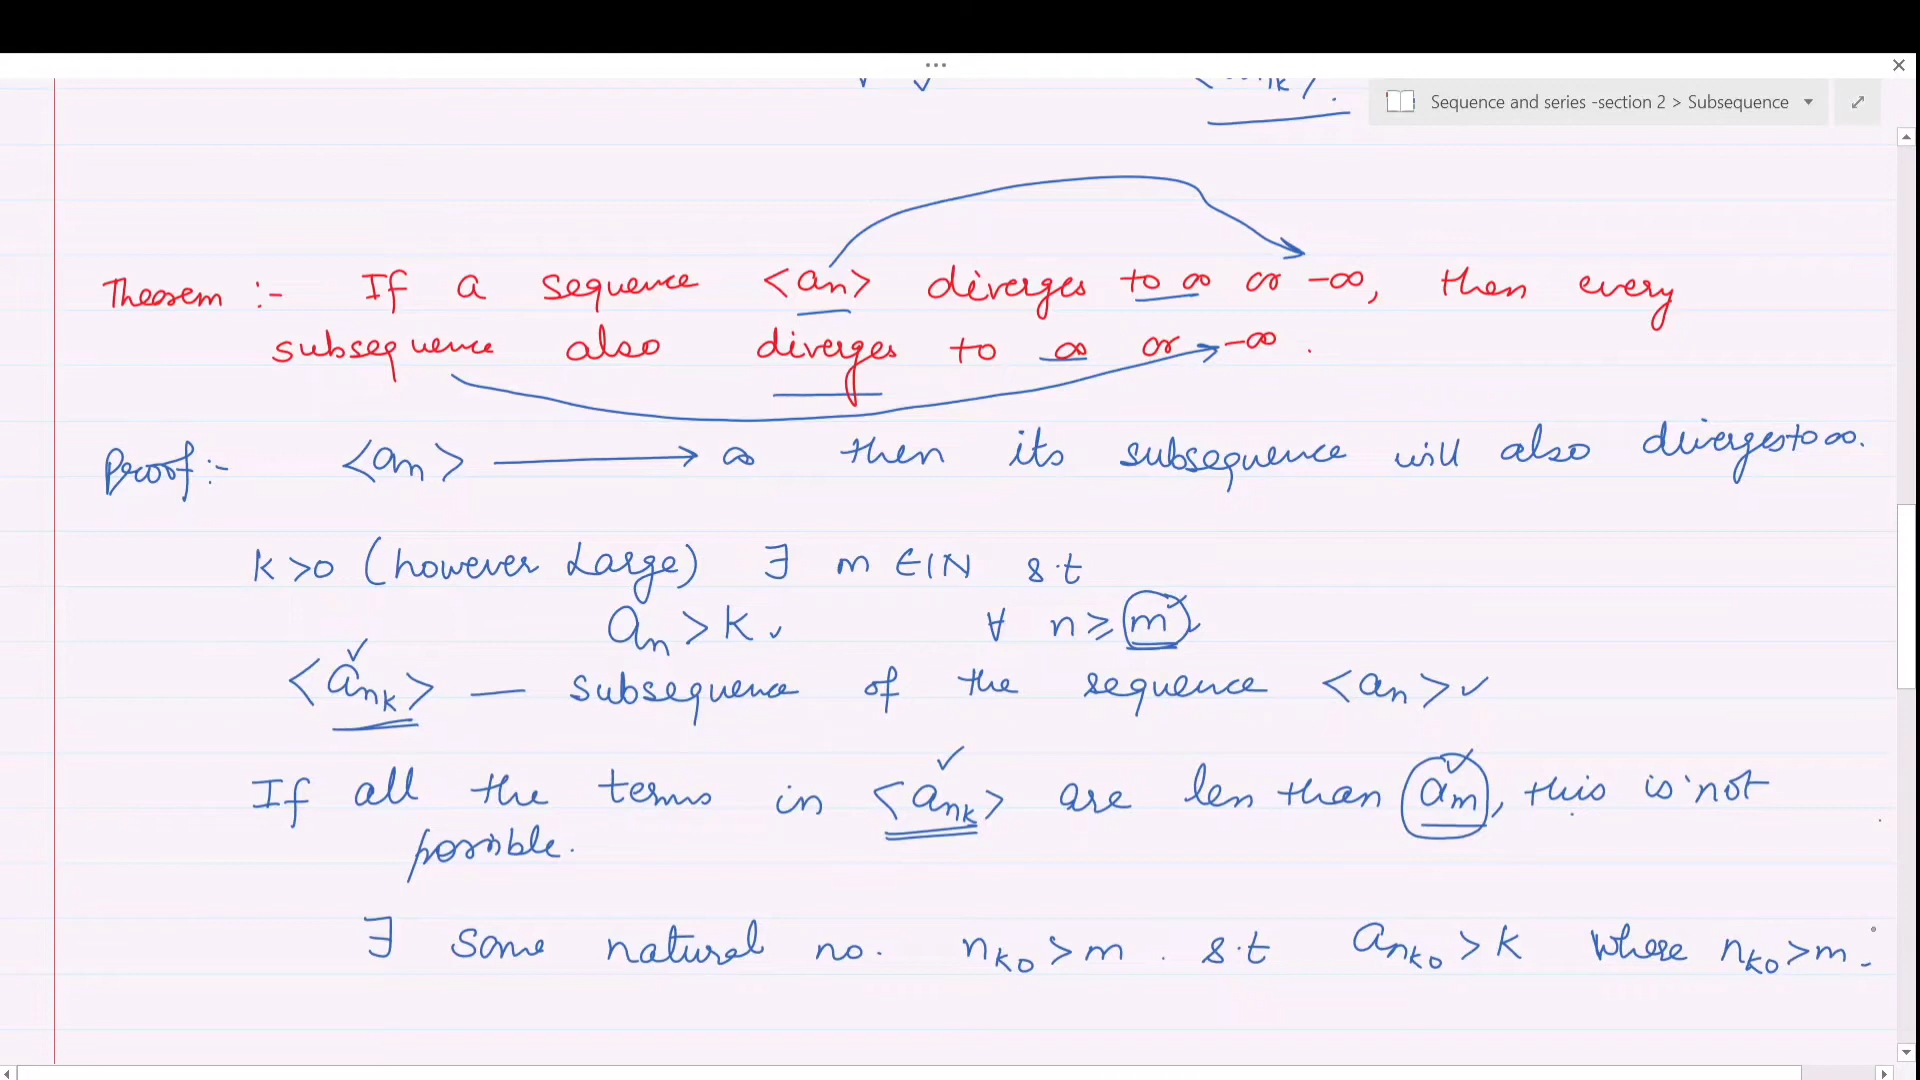 Sequence and series -section 2 > Subsequence
Theorem :- If a sequence <an> diverges to ∞ or -∞, then every
subsequence also diverges to ∞ or -∞ .
Proof :- <an> ⟶ ∞ then its subsequence will also diverges to ∞.
k>0 (however Large) ∃ m ∈ IN s.t
an > k ∀ n ≥ m
<ank> — subsequence of the sequence <an>
If all the terms in <ank> are less than am, this is not
possible.
∃ some natural no. nk0 > m . s.t ank0 > k where nk0 > m .